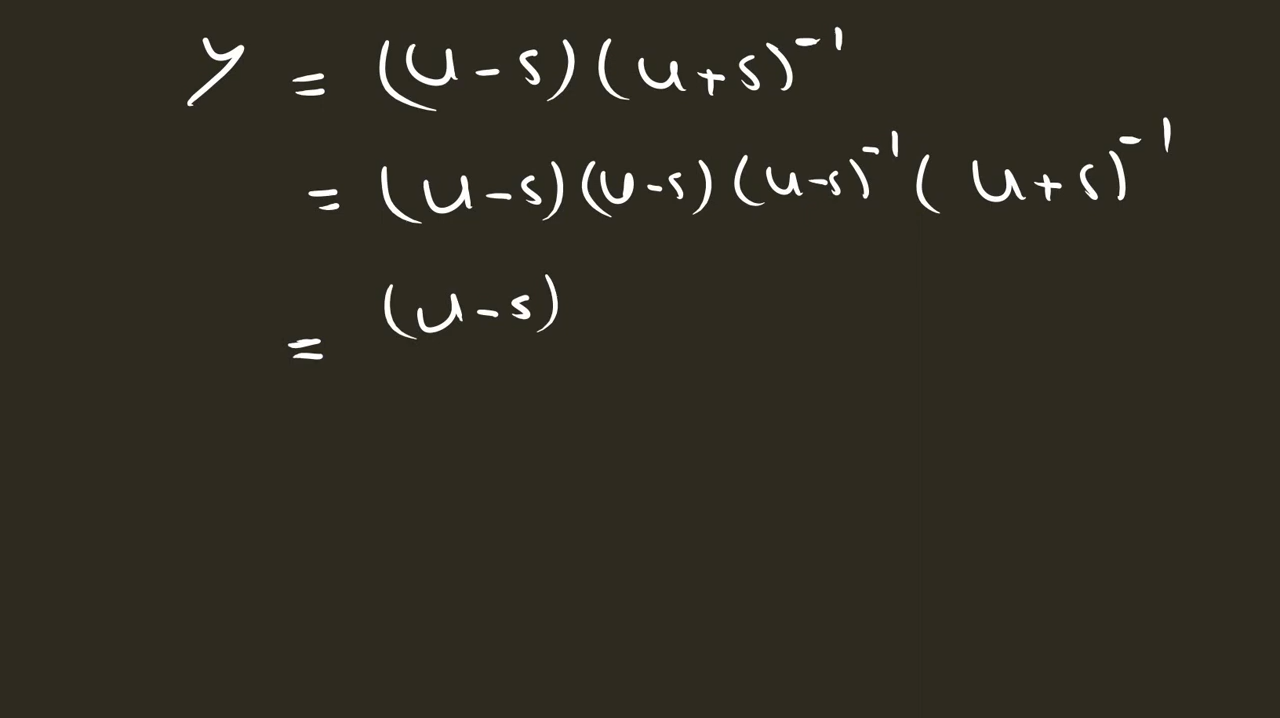 y = (u-s)(u+s)⁻¹
= (u-s)(u-s)(u-s)⁻¹(u+s)⁻¹
= (u-s)